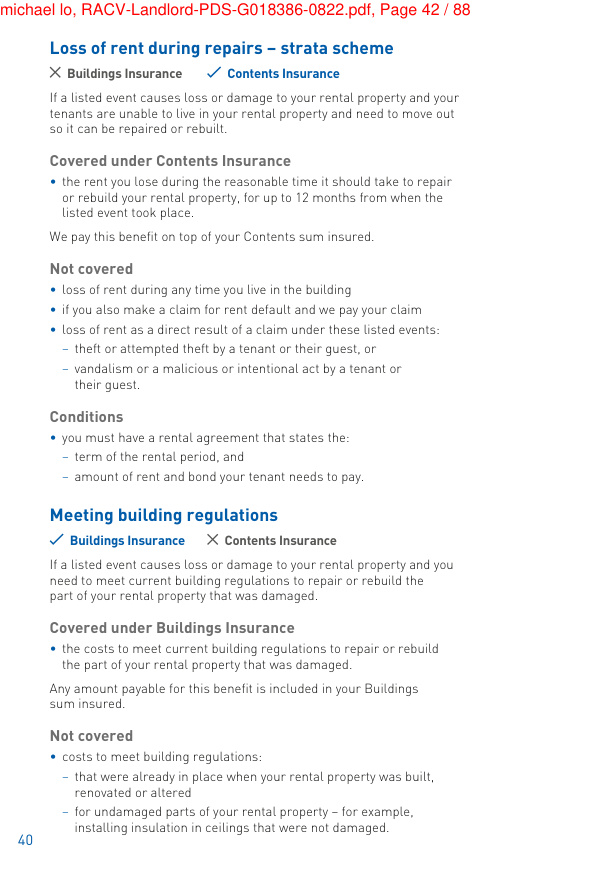 michael lo, RACV-Landlord-PDS-G018386-0822.pdf, Page 42 / 88
Loss of rent during repairs – strata scheme
Buildings Insurance Contents Insurance
If a listed event causes loss or damage to your rental property and your
tenants are unable to live in your rental property and need to move out
so it can be repaired or rebuilt.
Covered under Contents Insurance
• the rent you lose during the reasonable time it should take to repair
or rebuild your rental property, for up to 12 months from when the
listed event took place.
We pay this benefit on top of your Contents sum insured.
Not covered
• loss of rent during any time you live in the building
• if you also make a claim for rent default and we pay your claim
• loss of rent as a direct result of a claim under these listed events:
– theft or attempted theft by a tenant or their guest, or
– vandalism or a malicious or intentional act by a tenant or
their guest.
Conditions
• you must have a rental agreement that states the:
– term of the rental period, and
– amount of rent and bond your tenant needs to pay.
Meeting building regulations
Buildings Insurance Contents Insurance
If a listed event causes loss or damage to your rental property and you
need to meet current building regulations to repair or rebuild the
part of your rental property that was damaged.
Covered under Buildings Insurance
• the costs to meet current building regulations to repair or rebuild
the part of your rental property that was damaged.
Any amount payable for this benefit is included in your Buildings
sum insured.
Not covered
• costs to meet building regulations:
– that were already in place when your rental property was built,
renovated or altered
– for undamaged parts of your rental property – for example,
installing insulation in ceilings that were not damaged.
40